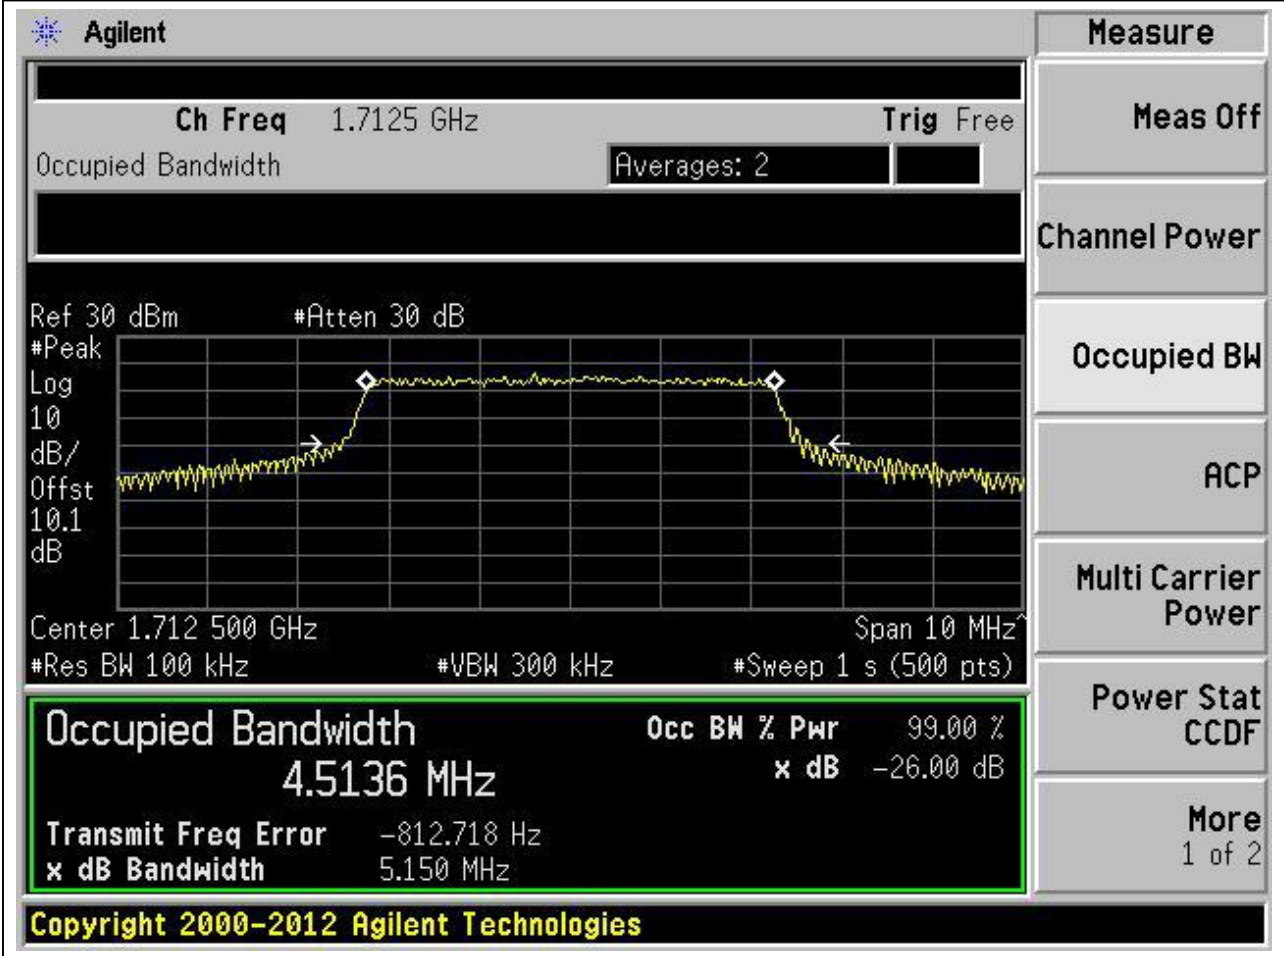 Agilent
Measure
Ch Freq 1.7125 GHz Trig Free
Occupied Bandwidth Averages: 2
Meas Off
Channel Power
Occupied BW
ACP
Multi Carrier
Power
Power Stat
CCDF
More
1 of 2
Ref 30 dBm #Atten 30 dB
#Peak
Log
10
dB/
Offst
10.1
dB
Center 1.712 500 GHz Span 10 MHz^
#Res BW 100 kHz #VBW 300 kHz #Sweep 1 s (500 pts)
Occupied Bandwidth Occ BW % Pwr 99.00 %
4.5136 MHz x dB -26.00 dB
Transmit Freq Error -812.718 Hz
x dB Bandwidth 5.150 MHz
Copyright 2000-2012 Agilent Technologies